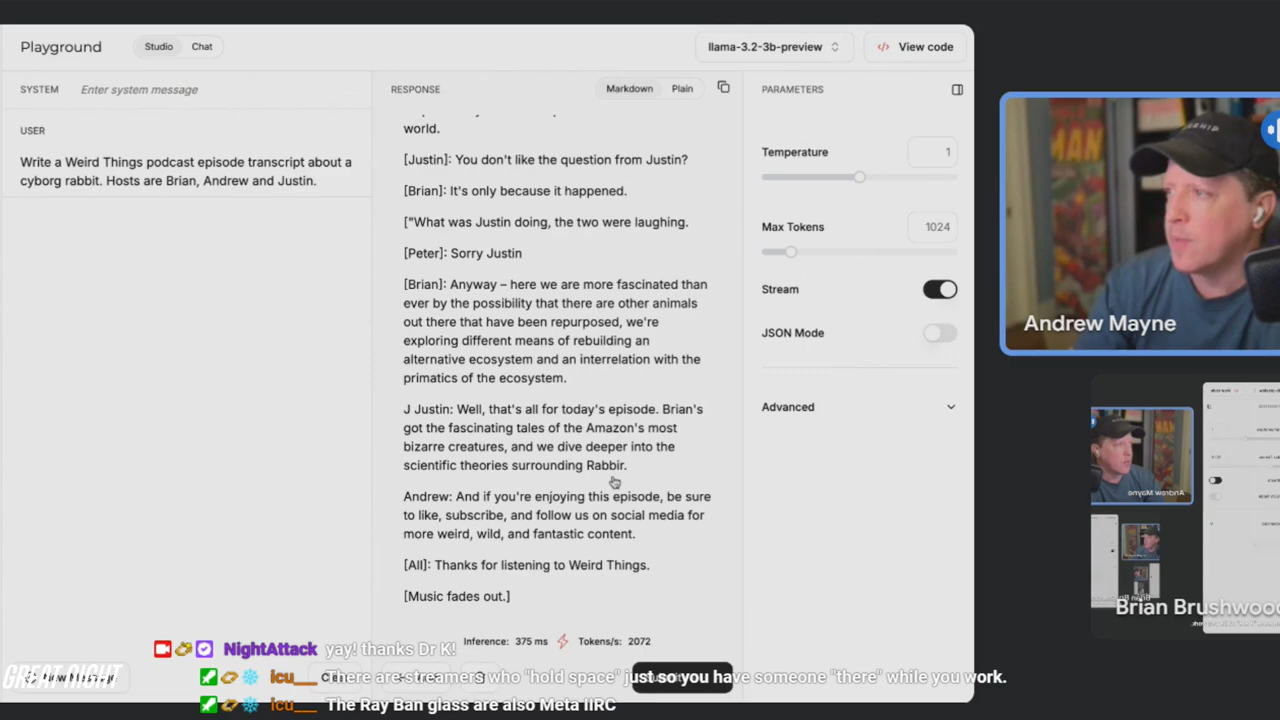 Playground
Studio
Chat
llama-3.2-3b-preview
View code
SYSTEM
Enter system message
USER
Write a Weird Things podcast episode transcript about a
cyborg rabbit. Hosts are Brian, Andrew and Justin.
RESPONSE
Markdown
Plain
world.
[Justin]: You don't like the question from Justin?
[Brian]: It's only because it happened.
["What was Justin doing, the two were laughing.
[Peter]: Sorry Justin
[Brian]: Anyway – here we are more fascinated than
ever by the possibility that there are other animals
out there that have been repurposed, we're
exploring different means of rebuilding an
alternative ecosystem and an interrelation with the
primatics of the ecosystem.
J Justin: Well, that's all for today's episode. Brian's
got the fascinating tales of the Amazon's most
bizarre creatures, and we dive deeper into the
scientific theories surrounding Rabbir.
Andrew: And if you're enjoying this episode, be sure
to like, subscribe, and follow us on social media for
more weird, wild, and fantastic content.
[All]: Thanks for listening to Weird Things.
[Music fades out.]
Inference: 375 ms
Tokens/s: 2072
PARAMETERS
Temperature
1
Max Tokens
1024
Stream
JSON Mode
Advanced
Andrew Mayne
Andrew Mayne
Brian Brushwood
NightAttack yay! thanks Dr K!
icu___ There are streamers who "hold space" just so you have someone "there" while you work.
icu___ The Ray Ban glass are also Meta IIRC
GREAT NIGHT